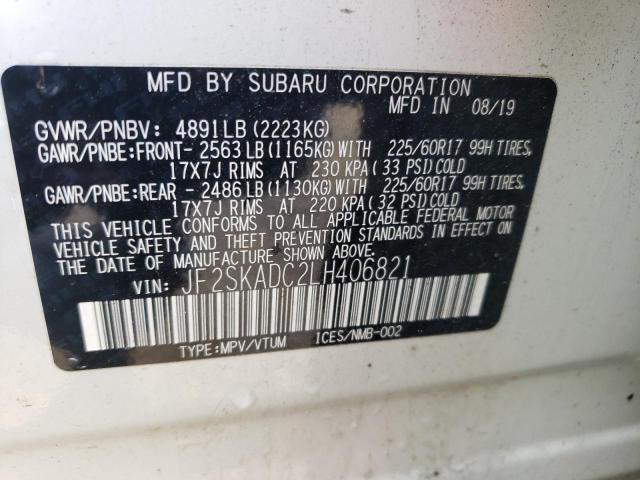 MFD BY SUBARU CORPORATION
MFD IN 08/19
GVWR/PNBV: 4891LB (2223KG)
GAWR/PNBE:FRONT- 2563 LB (1165KG) WITH 225/60R17 99H TIRES,
17X7J RIMS AT 230 KPA (33 PSI) COLD
GAWR/PNBE:REAR - 2486 LB (1130KG) WITH 225/60R17 99H TIRES,
17X7J RIMS AT 220 KPA (32 PSI) COLD
THIS VEHICLE CONFORMS TO ALL APPLICABLE FEDERAL MOTOR
VEHICLE SAFETY AND THEFT PREVENTION STANDARDS IN EFFECT ON
THE DATE OF MANUFACTURE SHOWN ABOVE.
VIN: JF2SKADC2LH406821
TYPE:MPV/VTUM ICES/NMB-002